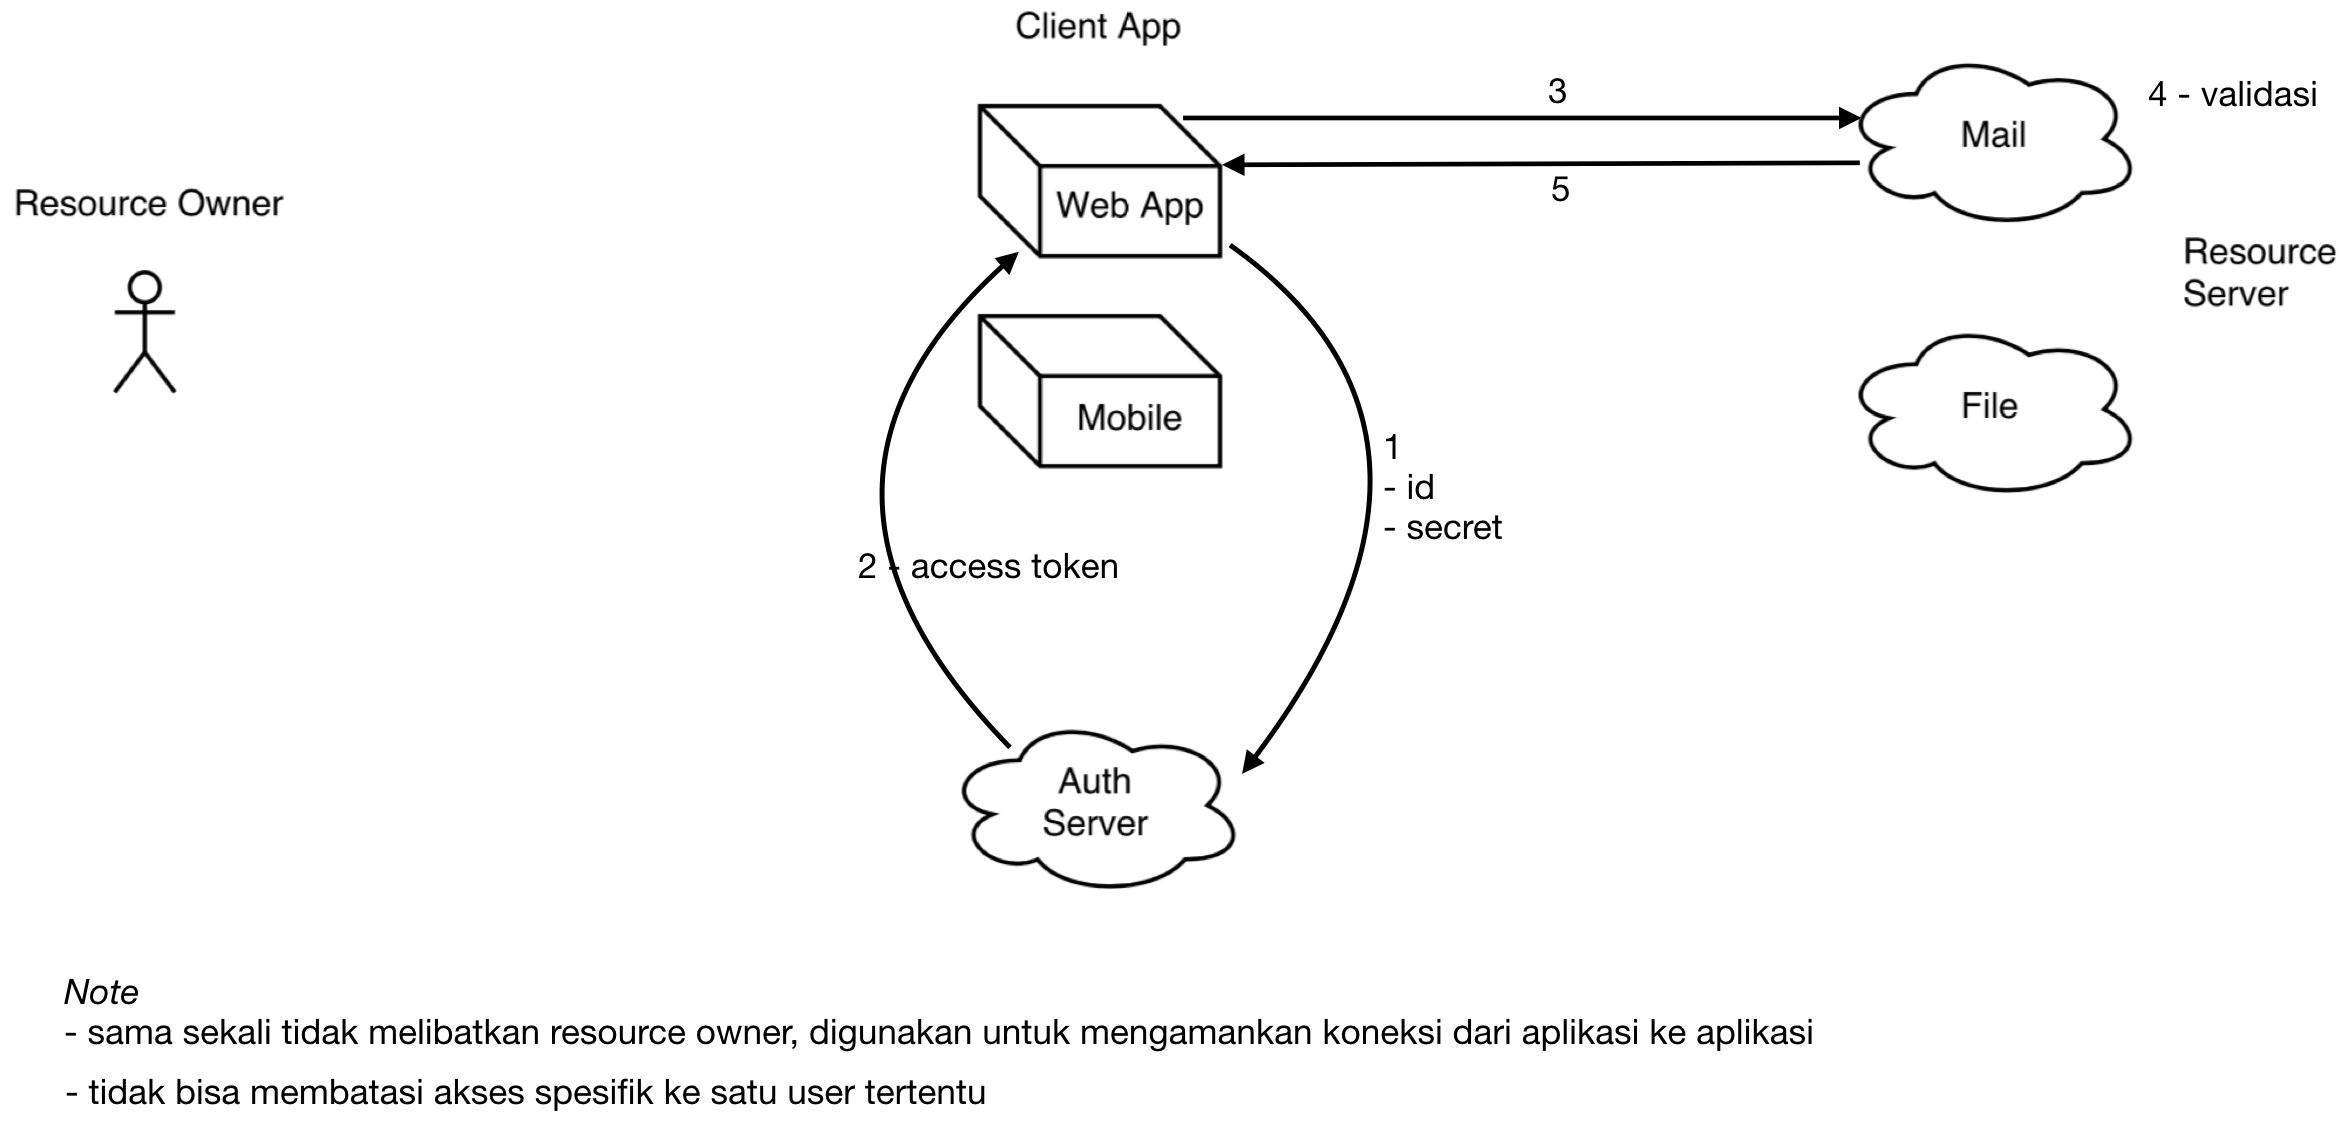 Client App
3
4 - validasi
Mail
Web App
5
Resource Owner
Resource
Server
File
Mobile
1
- id
- secret
2 - access token
Auth
Server
Note
- sama sekali tidak melibatkan resource owner, digunakan untuk mengamankan koneksi dari aplikasi ke aplikasi
- tidak bisa membatasi akses spesifik ke satu user tertentu